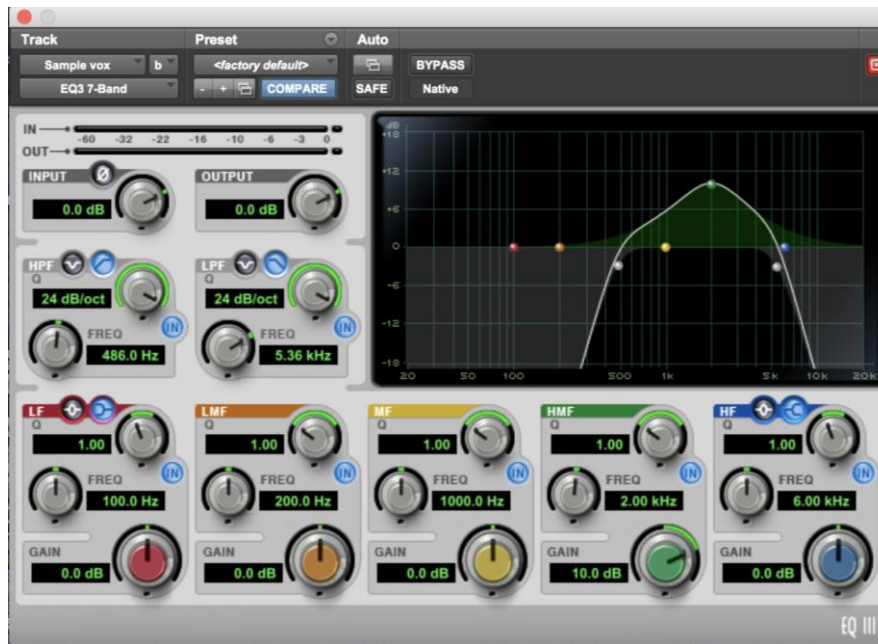 Track Preset Auto
Sample vox b <factory default> BYPASS
EQ3 7-Band - + COMPARE SAFE Native
IN -60 -32 -22 -16 -10 -6 -3 0
OUT
INPUT Ø OUTPUT
0.0 dB 0.0 dB
HPF LPF
Q Q
24 dB/oct 24 dB/oct
IN IN
FREQ FREQ
486.0 Hz 5.36 kHz
dB
+18
+12
+6
0
-6
-12
-18
20 50 100 500 1k 5k 10k 20k
LF LMF MF HMF HF
Q Q Q Q Q
1.00 1.00 1.00 1.00 1.00
IN IN IN IN IN
FREQ FREQ FREQ FREQ FREQ
100.0 Hz 200.0 Hz 1000.0 Hz 2.00 kHz 6.00 kHz
GAIN GAIN GAIN GAIN GAIN
0.0 dB 0.0 dB 0.0 dB 10.0 dB 0.0 dB
EQ III